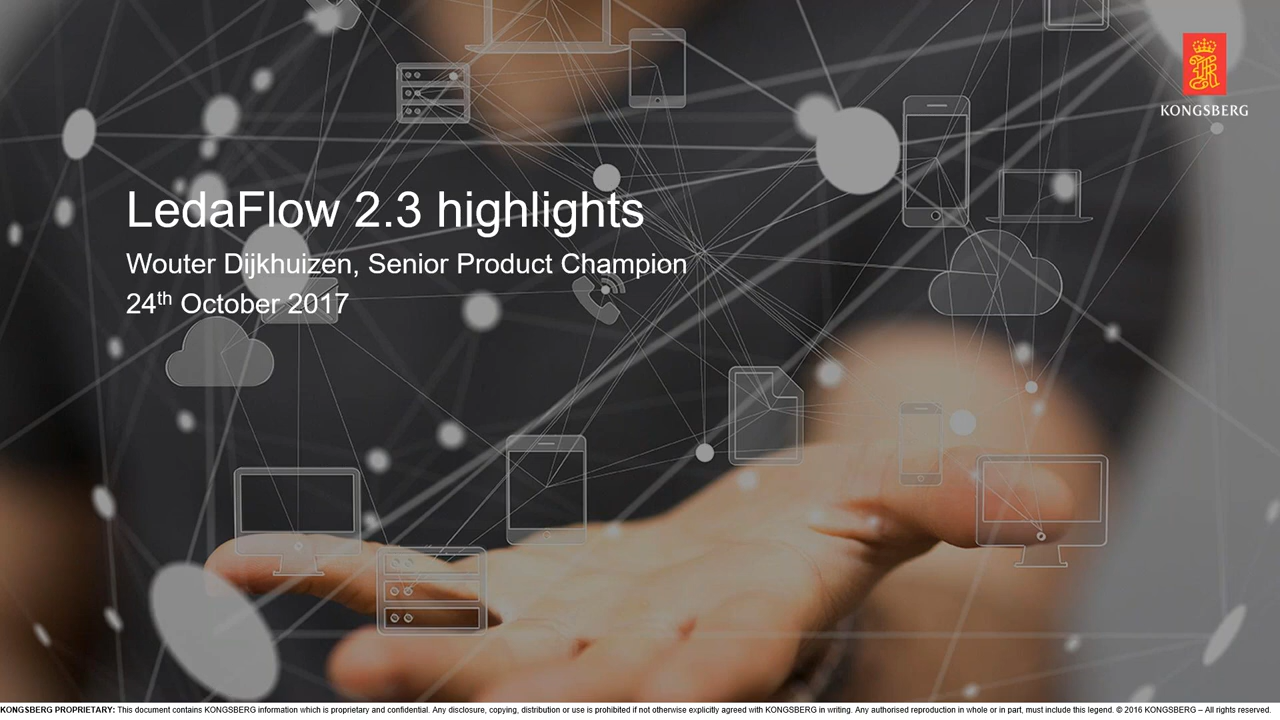 KONGSBERG
LedaFlow 2.3 highlights
Wouter Dijkhuizen, Senior Product Champion
24th October 2017
KONGSBERG PROPRIETARY: This document contains KONGSBERG information which is proprietary and confidential. Any disclosure, copying, distribution or use is prohibited if not otherwise explicitly agreed with KONGSBERG in writing. Any authorised reproduction in whole or in part, must include this legend. © 2016 KONGSBERG – All rights reserved.